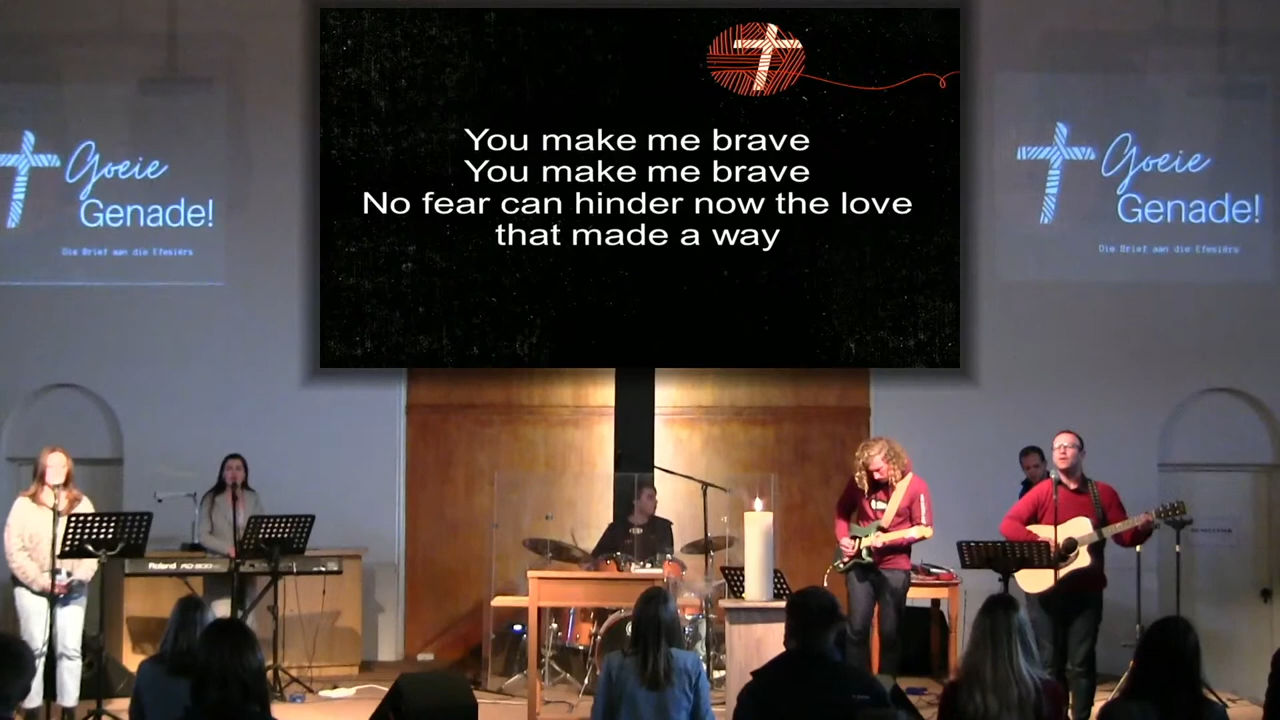 Goeie
Genade!
Die Brief aan die Efesiërs
You make me brave
You make me brave
No fear can hinder now the love
that made a way
Goeie
Genade!
Die Brief aan die Efesiërs
Roland